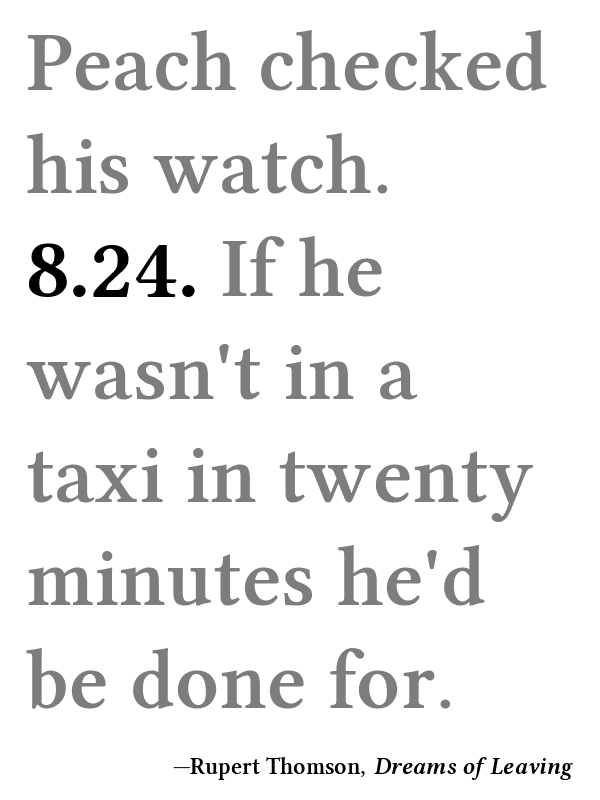 Peach checked
his watch.
8.24. If he
wasn't in a
taxi in twenty
minutes he'd
be done for.
—Rupert Thomson, Dreams of Leaving